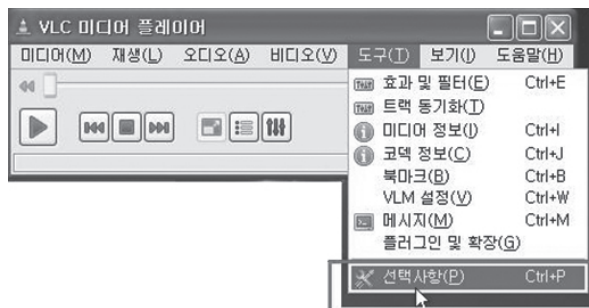 VLC 미디어 플레이어
미디어(M) 재생(L) 오디오(A) 비디오(V) 도구(T) 보기(I) 도움말(H)
효과 및 필터(E) Ctrl+E
트랙 동기화(T)
미디어 정보(I) Ctrl+I
코덱 정보(C) Ctrl+J
북마크(B) Ctrl+B
VLM 설정(V) Ctrl+W
메시지(M) Ctrl+M
플러그인 및 확장(G)
선택사항(P) Ctrl+P